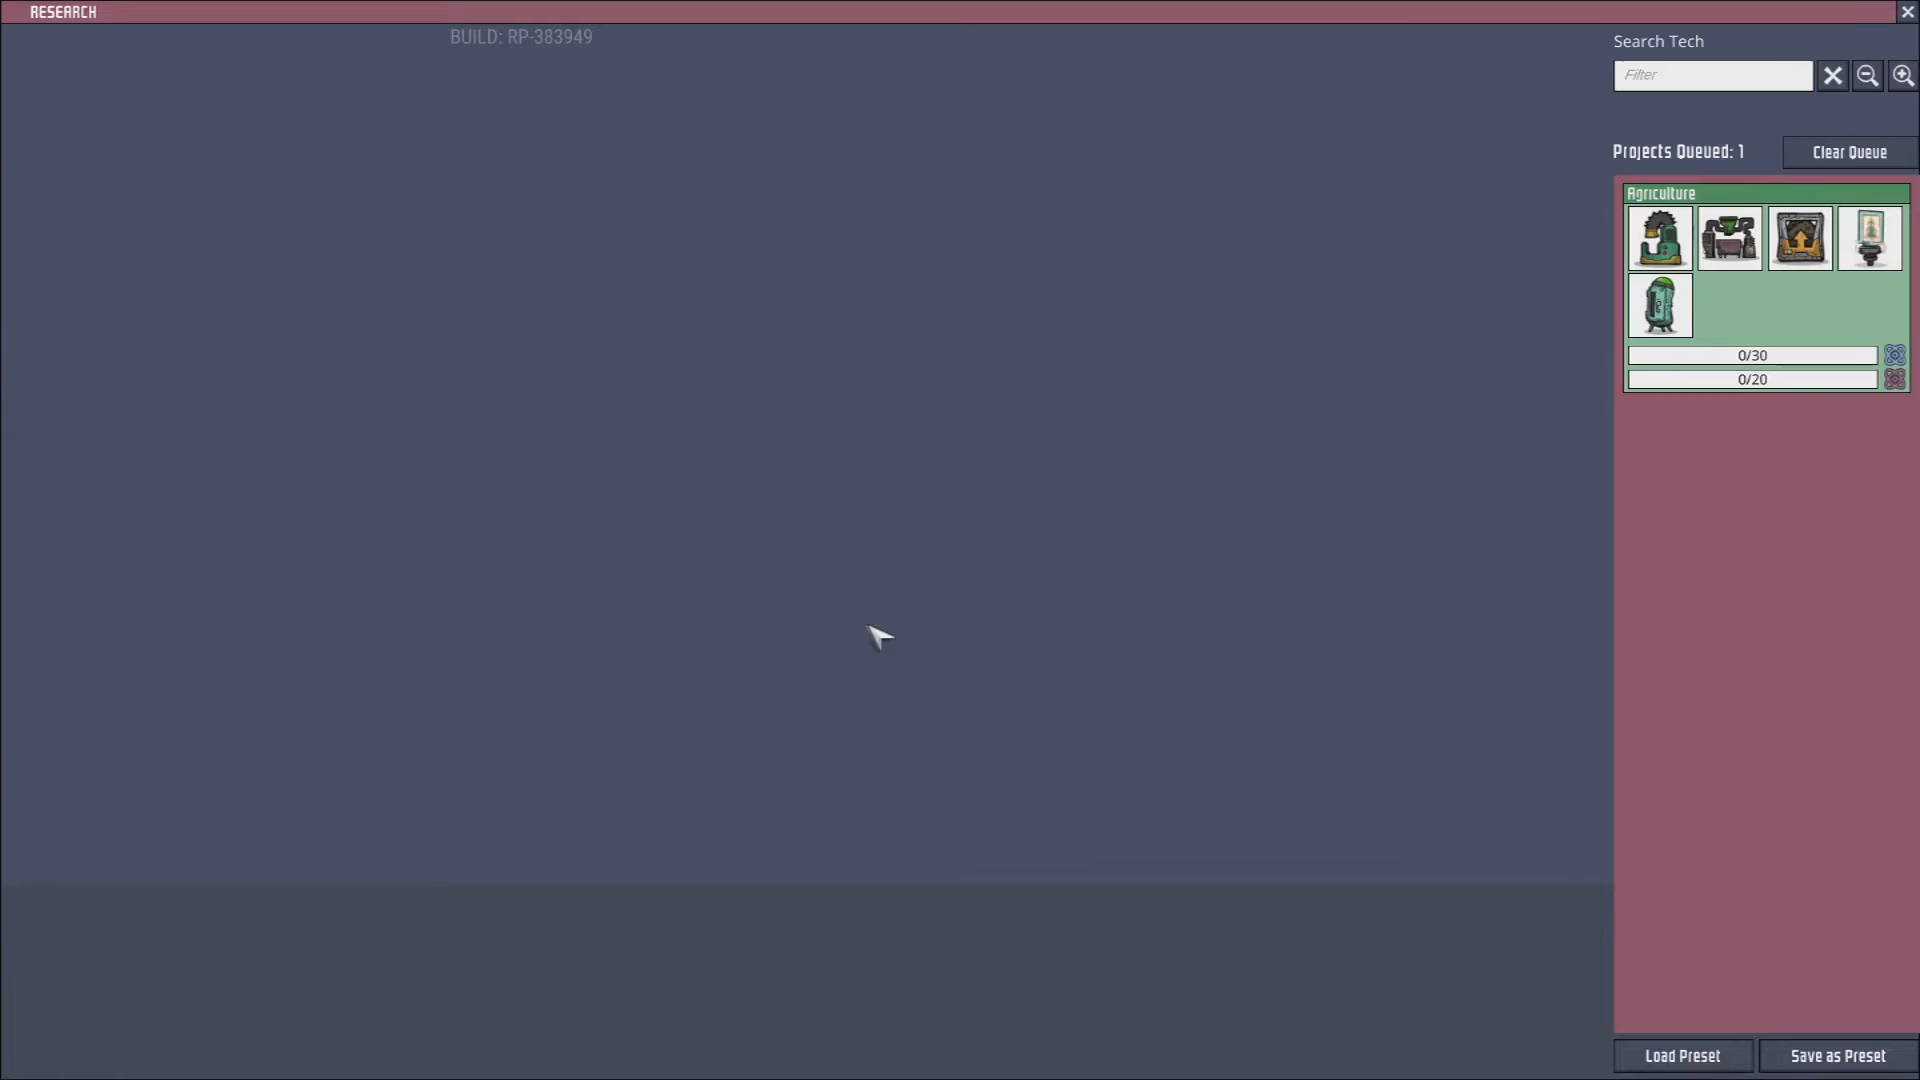 RESEARCH
BUILD: RP-383949
Search Tech
Filter
Projects Queued: 1
Clear Queue
Agriculture
0/30
0/20
Load Preset
Save as Preset